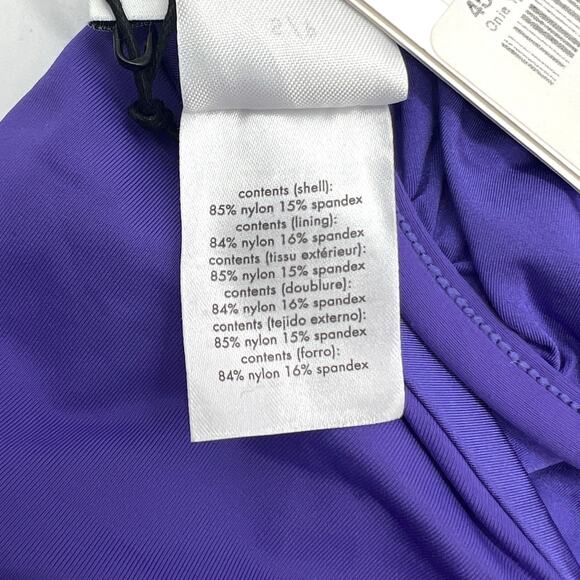 contents (shell):
85% nylon 15% spandex
contents (lining):
84% nylon 16% spandex
contents (tissu extérieur):
85% nylon 15% spandex
contents (doublure):
84% nylon 16% spandex
contents (tejido externo):
85% nylon 15% spandex
contents (forro):
84% nylon 16% spandex